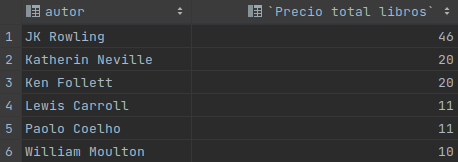 autor `Precio total libros`
1 JK Rowling 46
2 Katherin Neville 20
3 Ken Follett 20
4 Lewis Carroll 11
5 Paolo Coelho 11
6 William Moulton 10